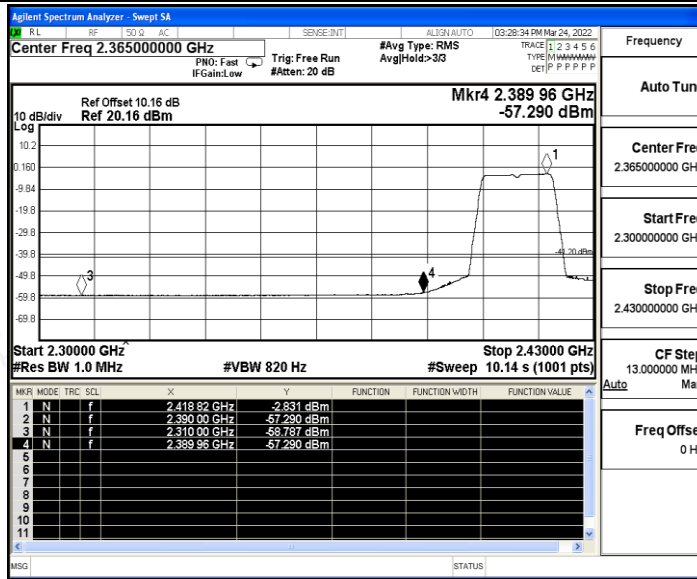 Agilent Spectrum Analyzer - Swept SA
RL RF 50 Ω AC SENSE:INT ALIGN AUTO 03:28:34 PM Mar 24, 2022
Center Freq 2.365000000 GHz
#Avg Type: RMS
TRACE 1 2 3 4 5 6
PNO: Fast
Trig: Free Run
Avg|Hold:>3/3
TYPE M WWWWW
IFGain:Low
#Atten: 20 dB
DET P P P P P P
Mkr4 2.389 96 GHz
Ref Offset 10.16 dB
10 dB/div Ref 20.16 dBm
-57.290 dBm
Log
10.2
1
0.160
-9.84
-19.8
-29.8
-39.8
-41.20 dBm
-49.8
3
4
-59.8
-69.8
Start 2.30000 GHz
Stop 2.43000 GHz
#Res BW 1.0 MHz #VBW 820 Hz #Sweep 10.14 s (1001 pts)
MKR MODE TRC SCL X Y FUNCTION FUNCTION WIDTH FUNCTION VALUE
1 N f 2.418 82 GHz -2.831 dBm
2 N f 2.390 00 GHz -57.290 dBm
3 N f 2.310 00 GHz -58.787 dBm
4 N f 2.389 96 GHz -57.290 dBm
5
6
7
8
9
10
11
MSG STATUS
Frequency
Auto Tun
Center Fre
2.365000000 GH
Start Fre
2.300000000 GH
Stop Fre
2.430000000 GH
CF Step
13.000000 MH
Auto Ma
Freq Offse
0 H